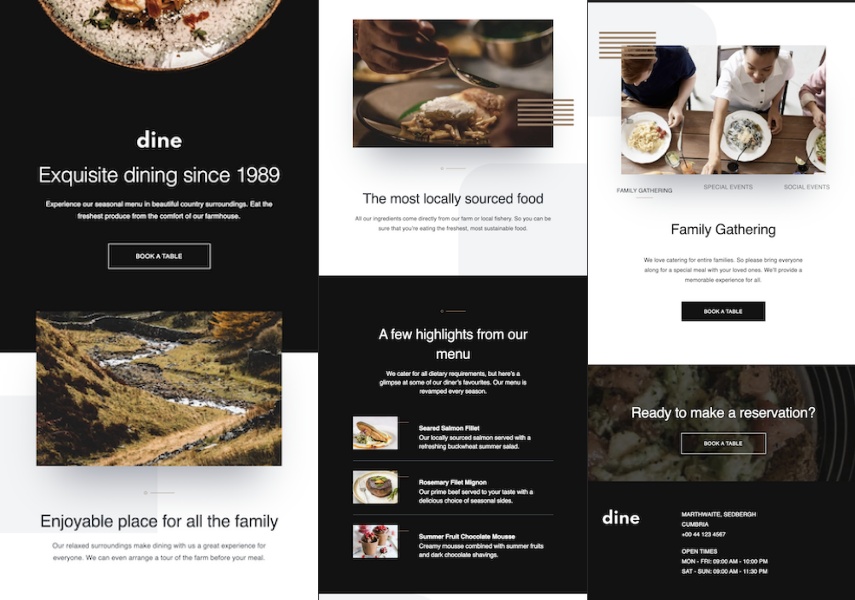 dine
Exquisite dining since 1989
Experience our seasonal menu in beautiful country surroundings. Eat the
freshest produce from the comfort of our farmhouse.
BOOK A TABLE
Enjoyable place for all the family
Our relaxed surroundings make dining with us a great experience for
everyone. We can even arrange a tour of the farm before your meal.
The most locally sourced food
All our ingredients come directly from our farm or local fishery. So you can be
sure that you're eating the freshest, most sustainable food.
A few highlights from our
menu
We cater for all dietary requirements, but here's a
glimpse at some of our diner's favourites. Our menu is
revamped every season.
Seared Salmon Fillet
Our locally sourced salmon served with a
refreshing buckwheat summer salad.
Rosemary Filet Mignon
Our prime beef served to your taste with a
delicious choice of seasonal sides.
Summer Fruit Chocolate Mousse
Creamy mousse combined with summer fruits
and dark chocolate shavings.
FAMILY GATHERING
SPECIAL EVENTS
SOCIAL EVENTS
Family Gathering
We love catering for entire families. So please bring everyone
along for a special meal with your loved ones. We'll provide a
memorable experience for all.
BOOK A TABLE
Ready to make a reservation?
BOOK A TABLE
dine
MARTHWAITE, SEDBERGH
CUMBRIA
+00 44 123 4567
OPEN TIMES
MON - FRI: 09:00 AM - 10:00 PM
SAT - SUN: 09:00 AM - 11:30 PM